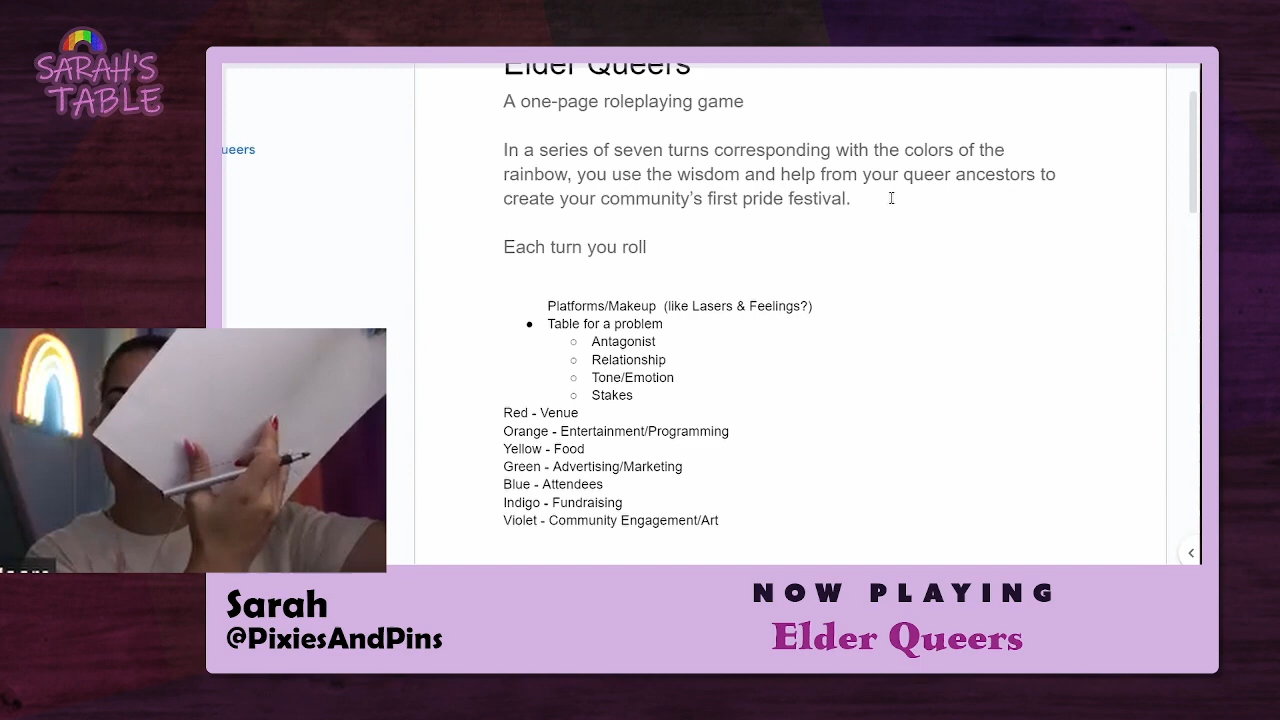 SARAH'S
TABLE
Elder Queers
A one-page roleplaying game
ueers
In a series of seven turns corresponding with the colors of the
rainbow, you use the wisdom and help from your queer ancestors to
create your community's first pride festival.
Each turn you roll
Platforms/Makeup (like Lasers & Feelings?)
● Table for a problem
○ Antagonist
○ Relationship
○ Tone/Emotion
○ Stakes
Red - Venue
Orange - Entertainment/Programming
Yellow - Food
Green - Advertising/Marketing
Blue - Attendees
Indigo - Fundraising
Violet - Community Engagement/Art
Sarah
@PixiesAndPins
NOW PLAYING
Elder Queers